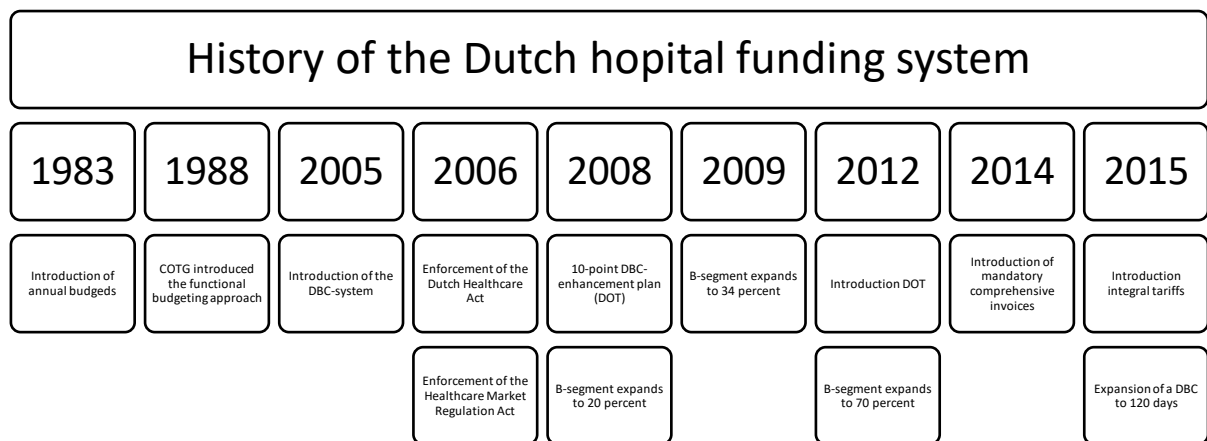 History of the Dutch hopital funding system
1983
1988
2005
2006
2008
2009
2012
2014
2015
Introduction of
annual budgeds
COTG introduced
the functional
budgeting approach
Introduction of the
DBC-system
Enforcement of the
Dutch Healthcare
Act
10-point DBC-
enhancement plan
(DOT)
B-segment expands
to 34 percent
Introduction DOT
Introduction of
mandatory
comprehensive
invoices
Introduction
integral tariffs
Enforcement of the
Healthcare Market
Regulation Act
B-segment expands
to 20 percent
B-segment expands
to 70 percent
Expansion of a DBC
to 120 days